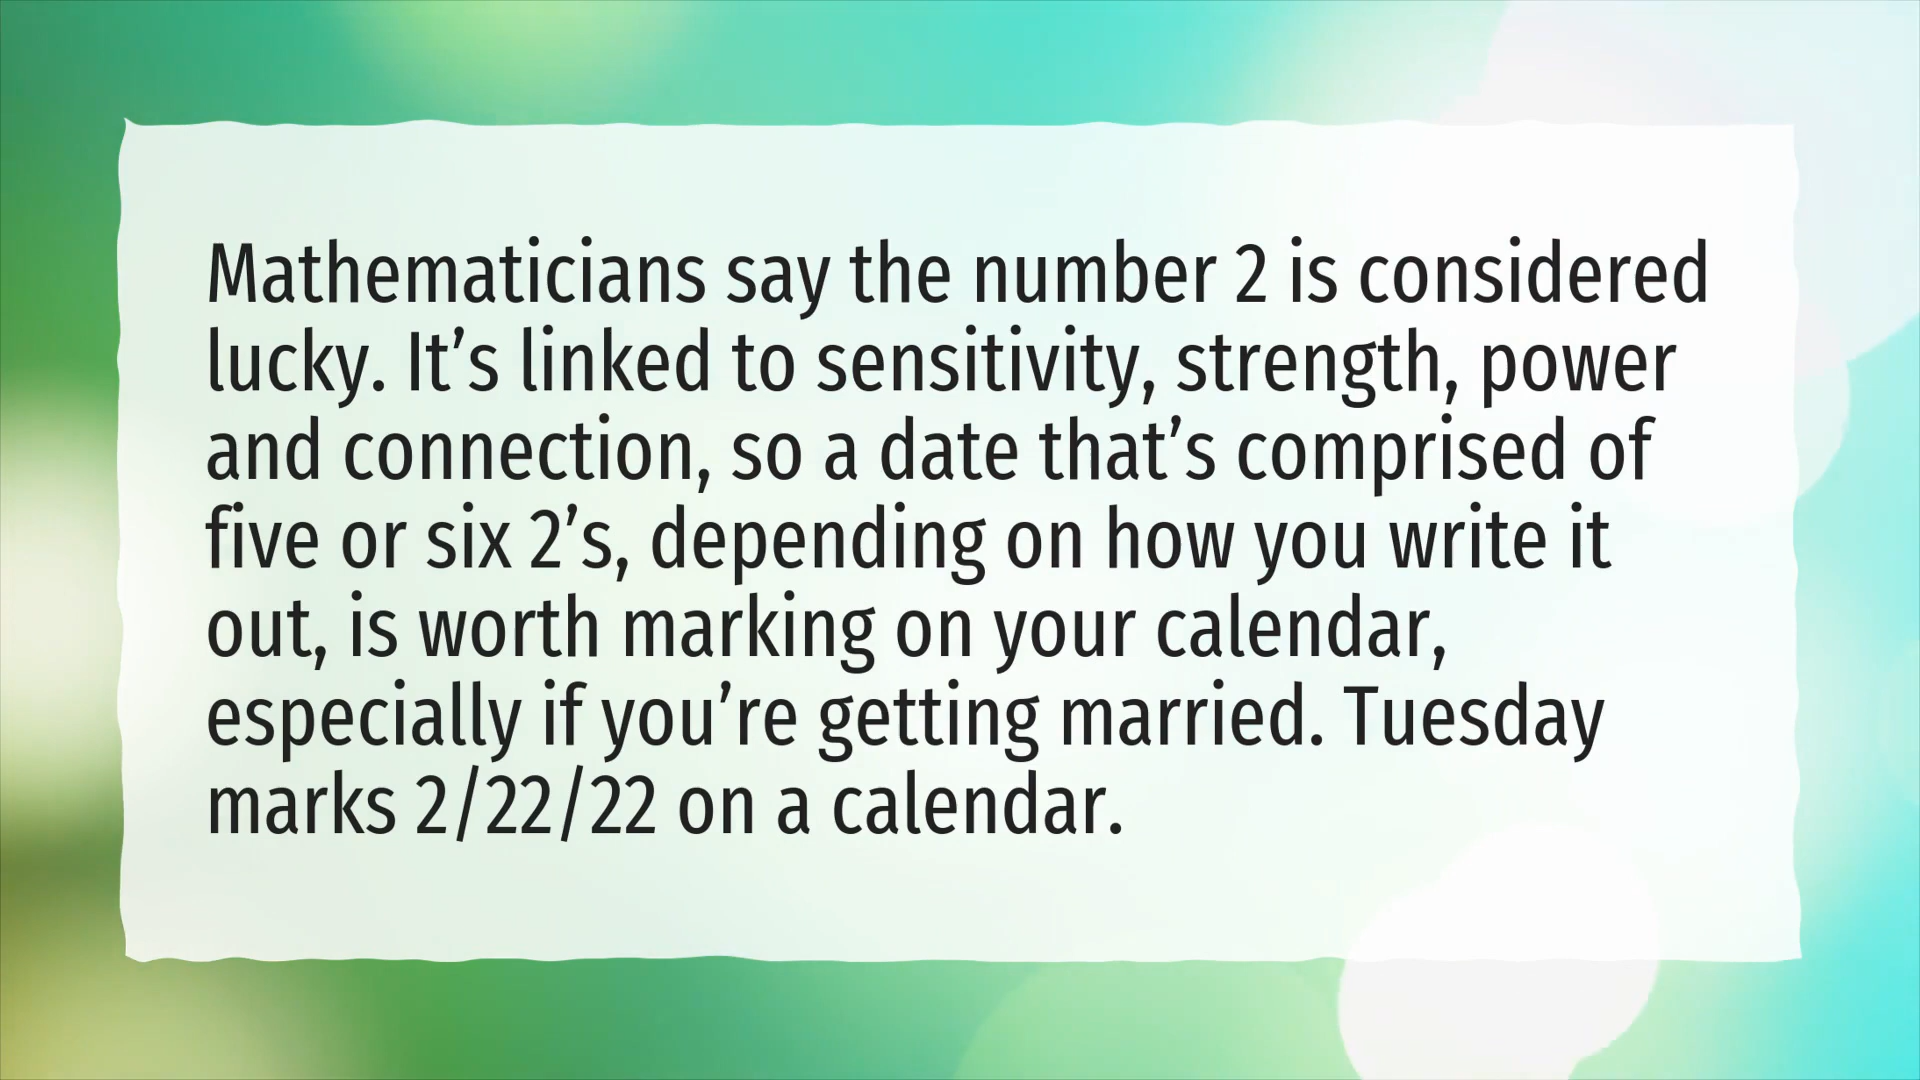 Mathematicians say the number 2 is considered
lucky. It’s linked to sensitivity, strength, power
and connection, so a date that’s comprised of
five or six 2’s, depending on how you write it
out, is worth marking on your calendar,
especially if you’re getting married. Tuesday
marks 2/22/22 on a calendar.